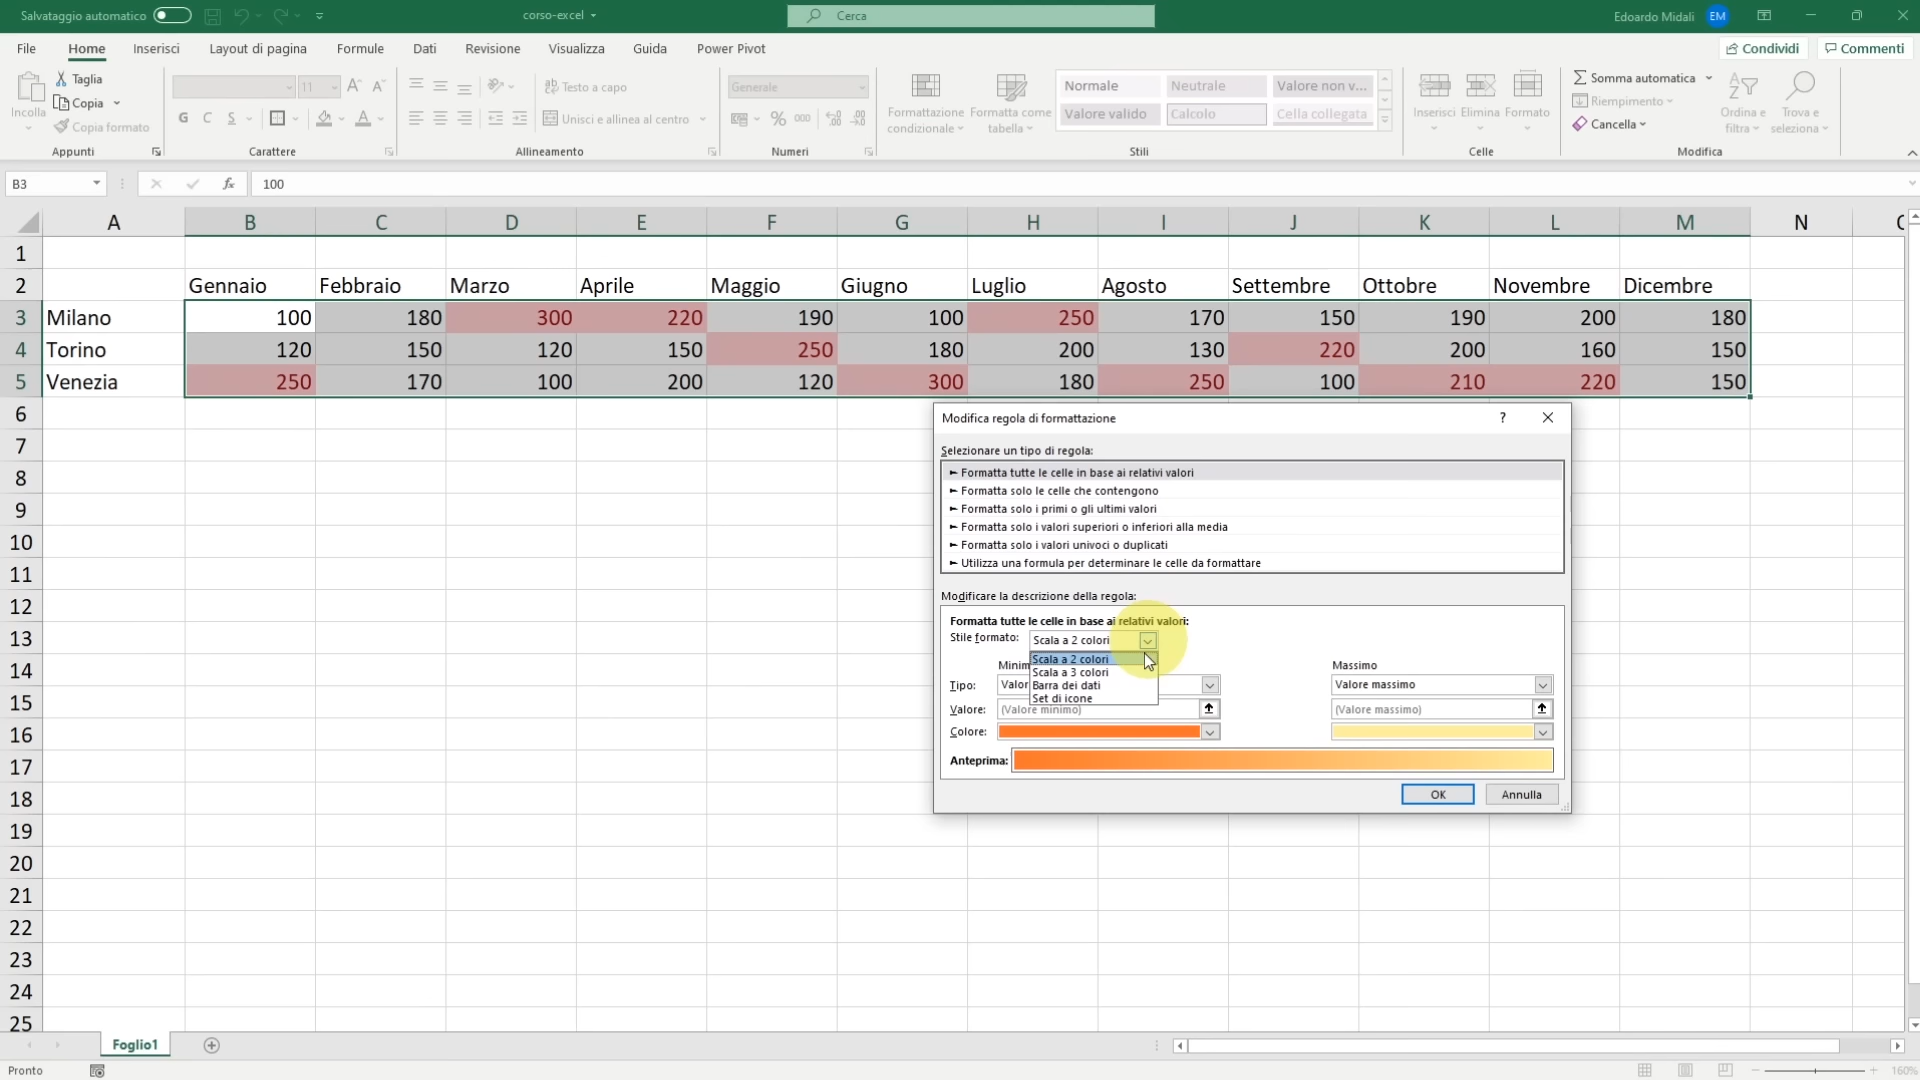 Salvataggio automatico
corso-excel
Cerca
Edoardo Midali EM
File Home Inserisci Layout di pagina Formule Dati Revisione Visualizza Guida Power Pivot Condividi Commenti
Incolla
Taglia
Copia
Copia formato
Appunti
11 A A
G C S A
Carattere
ab Testo a capo
Unisci e allinea al centro
Allineamento
Generale
% 000
Numeri
Formattazione condizionale
Formatta come tabella
Normale Neutrale Valore non v...
Valore valido Calcolo Cella collegata
Stili
Inserisci Elimina Formato
Celle
Somma automatica
Riempimento
Cancella
Ordina e filtra
Trova e seleziona
Modifica
B3 fx 100
A B C D E F G H I J K L M N
1
2 Gennaio Febbraio Marzo Aprile Maggio Giugno Luglio Agosto Settembre Ottobre Novembre Dicembre
3 Milano 100 180 300 220 190 100 250 170 150 190 200 180
4 Torino 120 150 120 150 250 180 200 130 220 200 160 150
5 Venezia 250 170 100 200 120 300 180 250 100 210 220 150
6
7
8
9
10
11
12
13
14
15
16
17
18
19
20
21
22
23
24
25
Modifica regola di formattazione ?
Selezionare un tipo di regola:
► Formatta tutte le celle in base ai relativi valori
► Formatta solo le celle che contengono
► Formatta solo i primi o gli ultimi valori
► Formatta solo i valori superiori o inferiori alla media
► Formatta solo i valori univoci o duplicati
► Utilizza una formula per determinare le celle da formattare
Modificare la descrizione della regola:
Formatta tutte le celle in base ai relativi valori:
Stile formato: Scala a 2 colori
Scala a 2 colori
Scala a 3 colori
Barra dei dati
Set di icone
Minim Massimo
Tipo: Valor Valore massimo
Valore: (Valore minimo) (Valore massimo)
Colore:
Anteprima:
OK Annulla
Foglio1
Pronto
160%